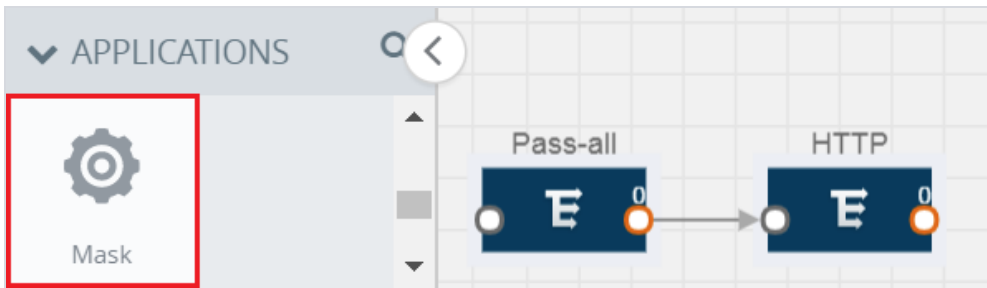 APPLICATIONS
Mask
Pass-all
0
HTTP
0